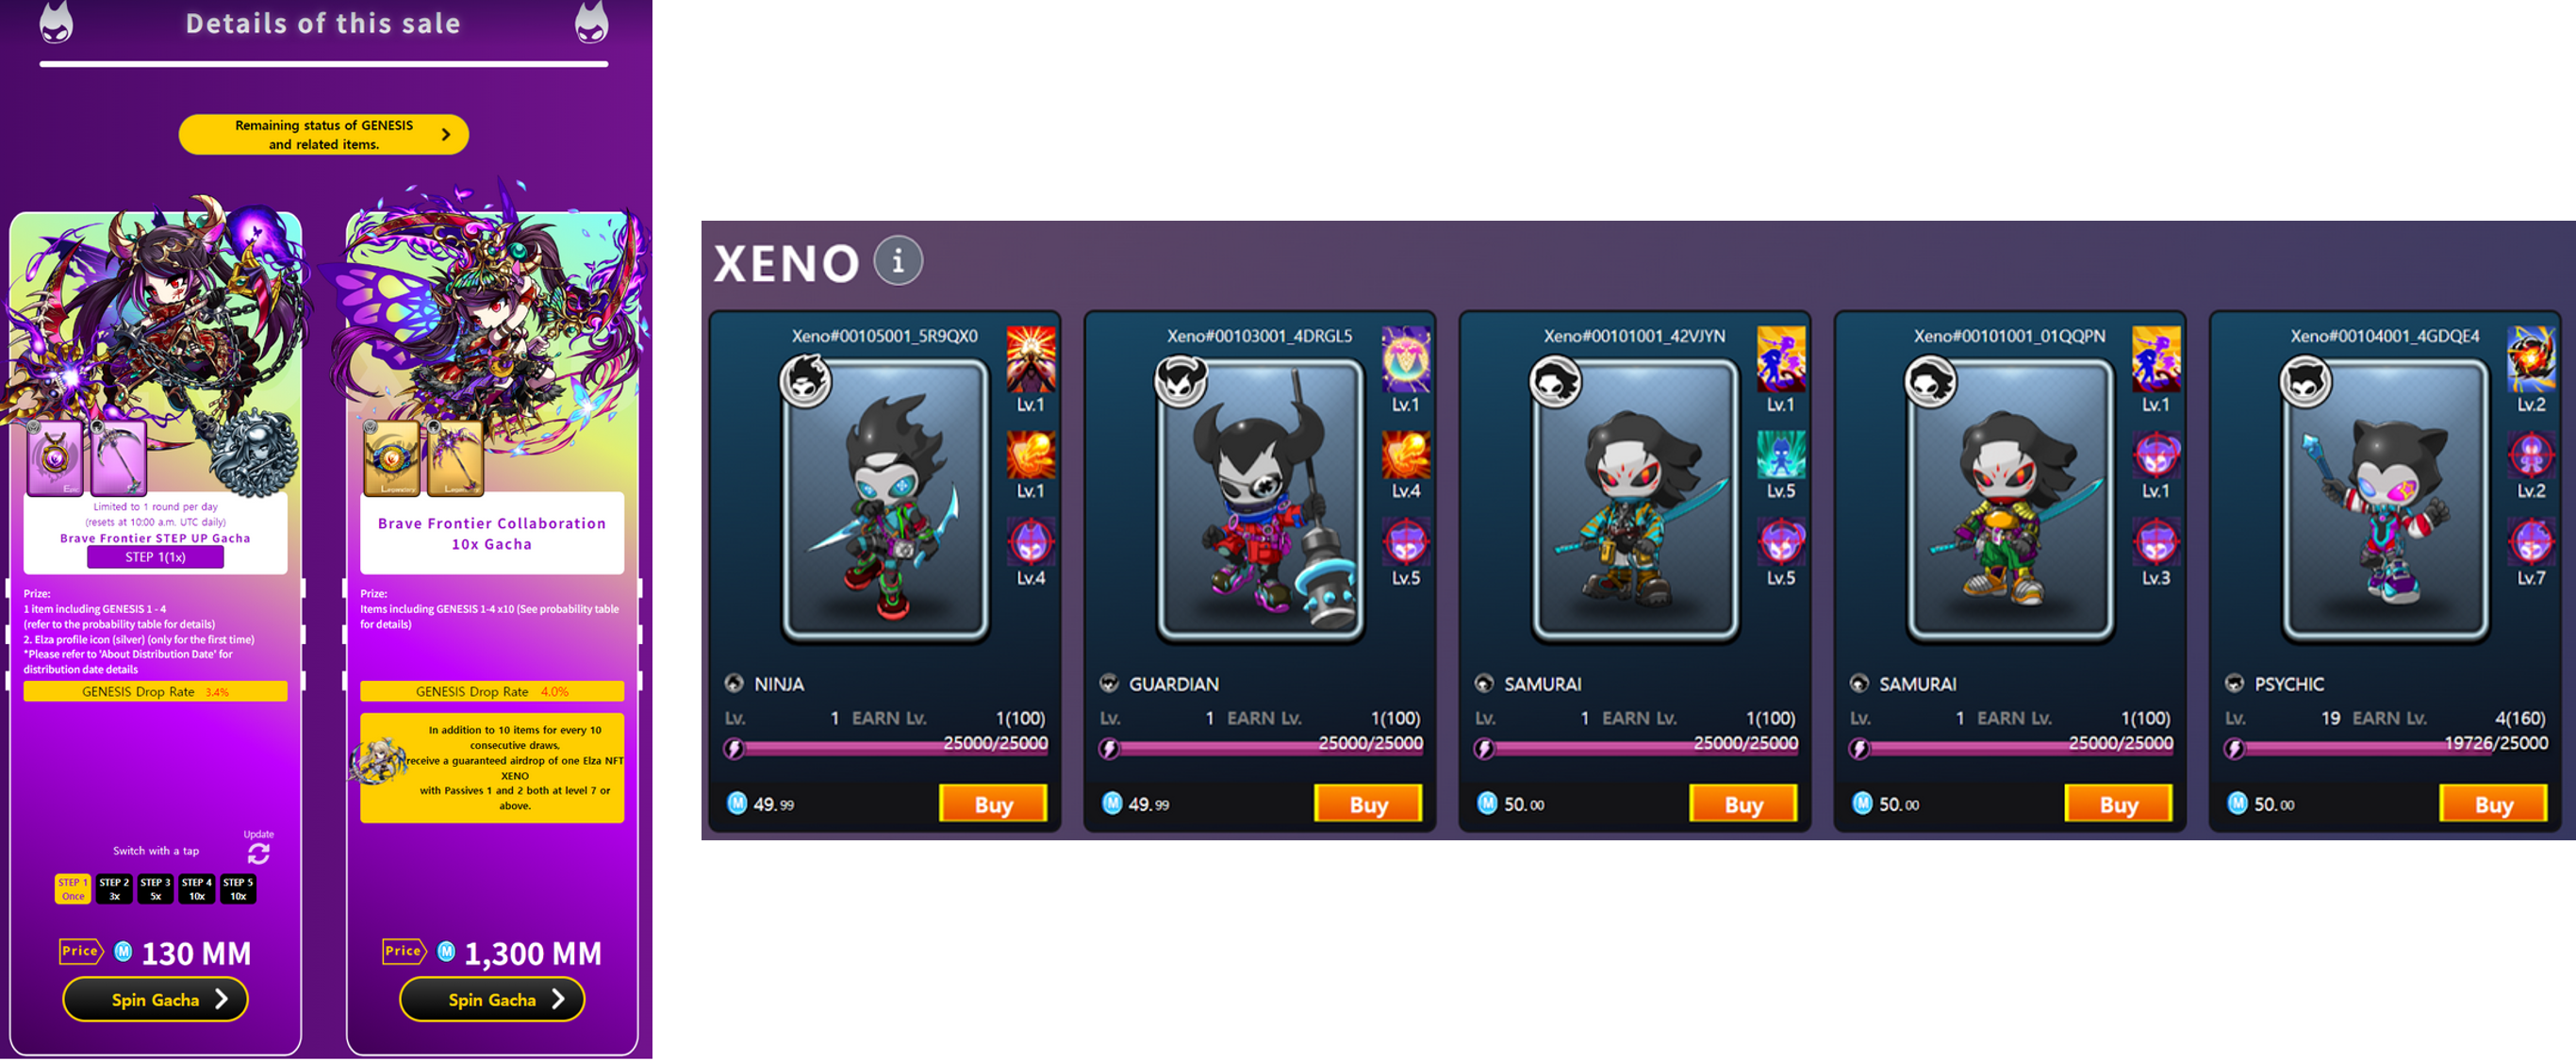 Details of this sale
Remaining status of GENESIS
and related items.
Epic
Legendary
Limited to 1 round per day
(resets at 10:00 a.m. UTC daily)
Brave Frontier STEP UP Gacha
STEP 1(1x)
Prize:
1 item including GENESIS 1 - 4
(refer to the probability table for details)
2. Elza profile icon (silver) (only for the first time)
*Please refer to 'About Distribution Date' for
distribution date details
GENESIS Drop Rate 3.4%
Update
Switch with a tap
STEP 1
Once
STEP 2
3x
STEP 3
5x
STEP 4
10x
STEP 5
10x
Price
M
130 MM
Spin Gacha
Brave Frontier Collaboration
10x Gacha
Prize:
Items including GENESIS 1-4 x10 (See probability table
for details)
GENESIS Drop Rate 4.0%
In addition to 10 items for every 10
consecutive draws,
receive a guaranteed airdrop of one Elza NFT
XENO
with Passives 1 and 2 both at level 7 or
above.
Price
M
1,300 MM
Spin Gacha
XENO i
Xeno#00105001_5R9QX0
Lv.1
Lv.1
Lv.4
NINJA
Lv. 1 EARN Lv. 1(100)
25000/25000
M 49.99
Buy
Xeno#00103001_4DRGL5
Lv.1
Lv.4
Lv.5
GUARDIAN
Lv. 1 EARN Lv. 1(100)
25000/25000
M 49.99
Buy
Xeno#00101001_42VJYN
Lv.1
Lv.5
Lv.5
SAMURAI
Lv. 1 EARN Lv. 1(100)
25000/25000
M 50.00
Buy
Xeno#00101001_01QQPN
Lv.1
Lv.1
Lv.3
SAMURAI
Lv. 1 EARN Lv. 1(100)
25000/25000
M 50.00
Buy
Xeno#00104001_4GDQE4
Lv.2
Lv.2
Lv.7
PSYCHIC
Lv. 19 EARN Lv. 4(160)
19726/25000
M 50.00
Buy